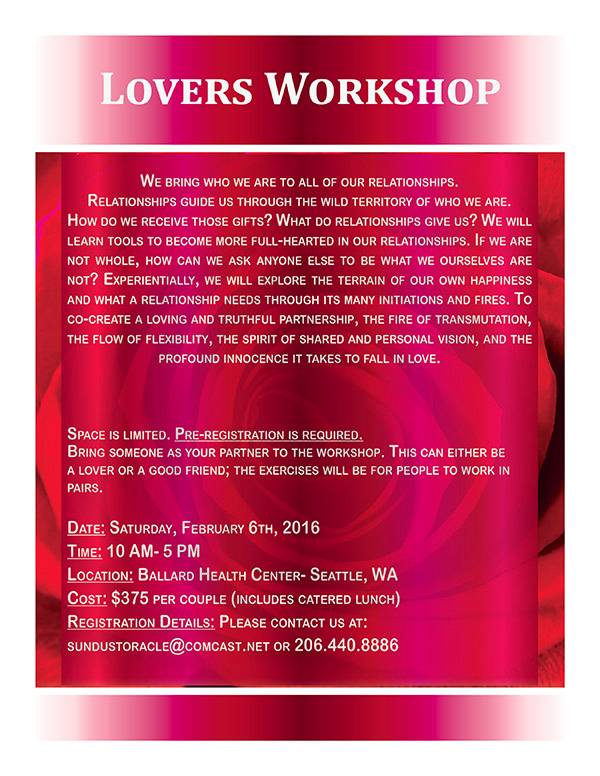 Lovers Workshop
We bring who we are to all of our relationships.
Relationships guide us through the wild territory of who we are.
How do we receive those gifts? What do relationships give us? We will
learn tools to become more full-hearted in our relationships. If we are
not whole, how can we ask anyone else to be what we ourselves are
not? Experientially, we will explore the terrain of our own happiness
and what a relationship needs through its many initiations and fires. To
co-create a loving and truthful partnership, the fire of transmutation,
the flow of flexibility, the spirit of shared and personal vision, and the
profound innocence it takes to fall in love.
Space is limited. Pre-registration is required.
Bring someone as your partner to the workshop. This can either be
a lover or a good friend; the exercises will be for people to work in
pairs.
Date: Saturday, February 6th, 2016
Time: 10 AM- 5 PM
Location: Ballard Health Center- Seattle, WA
Cost: $375 per couple (includes catered lunch)
Registration Details: Please contact us at:
sundustoracle@comcast.net or 206.440.8886